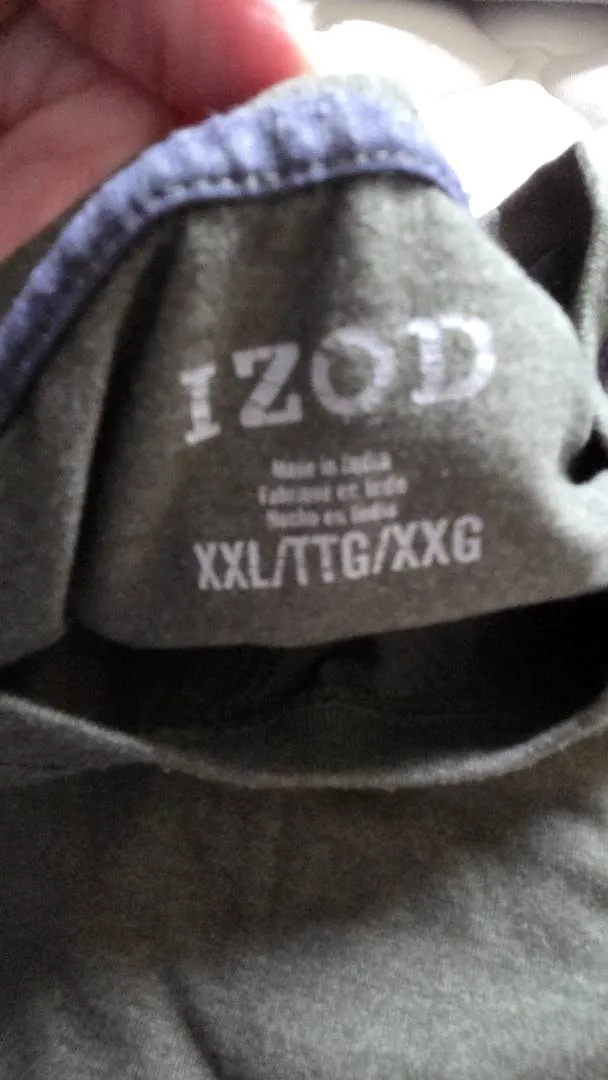 IZOD
Made in India
Fabriqué en Inde
Hecho en India
XXL/TTG/XXG